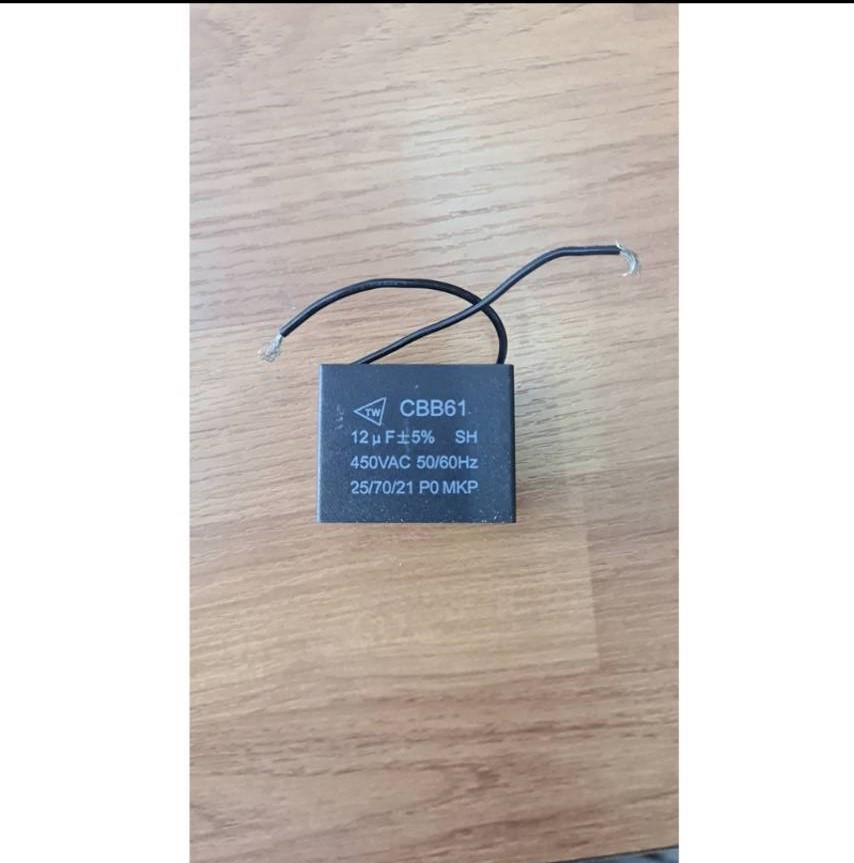 TW CBB61
12μF±5% SH
450VAC 50/60Hz
25/70/21 P0 MKP